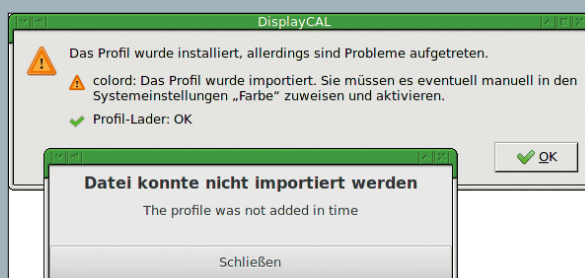 DisplayCAL
Das Profil wurde installiert, allerdings sind Probleme aufgetreten.
colord: Das Profil wurde importiert. Sie müssen es eventuell manuell in den
Systemeinstellungen „Farbe“ zuweisen und aktivieren.
Profil-Lader: OK
OK
Datei konnte nicht importiert werden
The profile was not added in time
Schließen